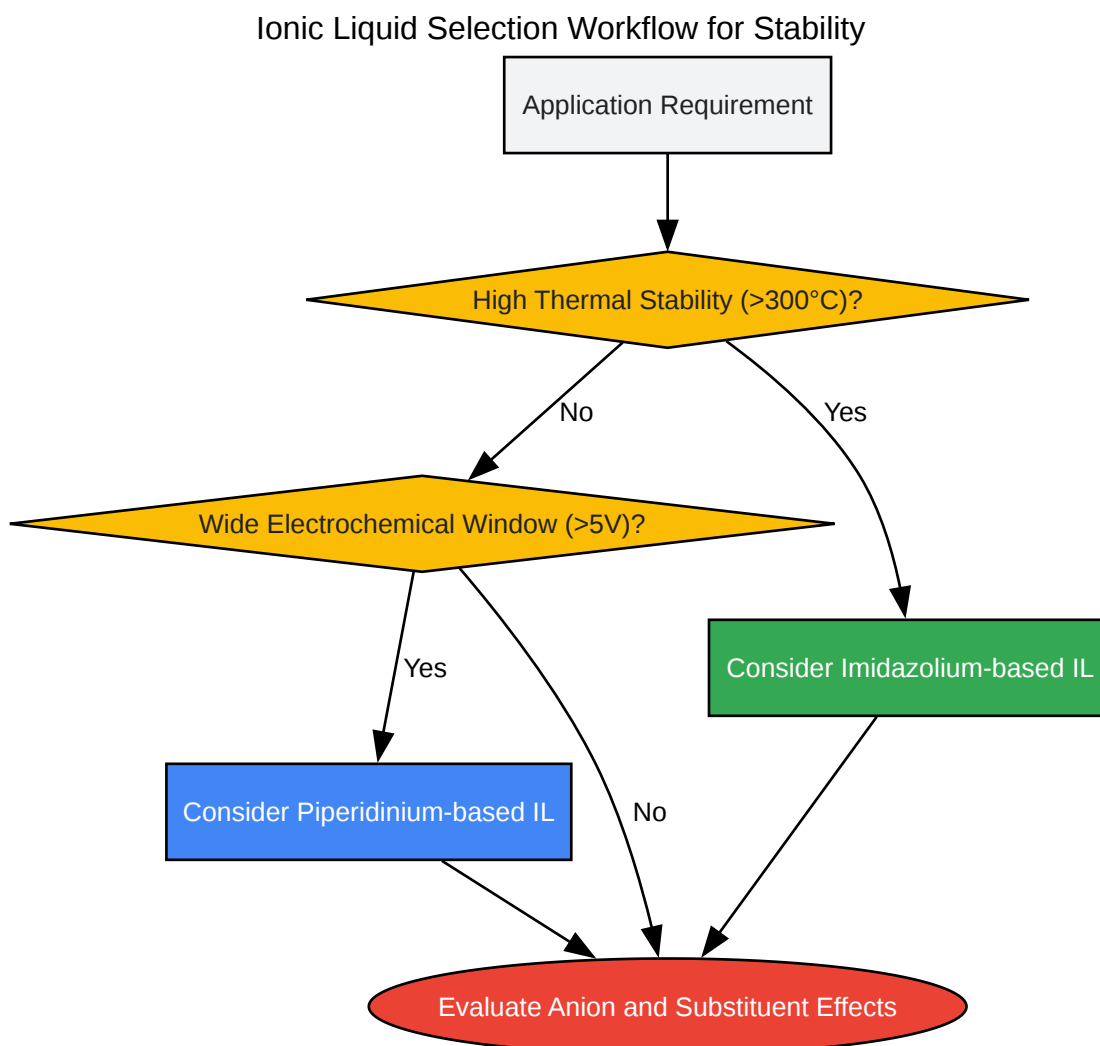 Ionic Liquid Selection Workflow for Stability
Application Requirement
High Thermal Stability (>300°C)?
No
Yes
Wide Electrochemical Window (>5V)?
Yes
Consider Imidazolium-based IL
Consider Piperidinium-based IL
No
Evaluate Anion and Substituent Effects